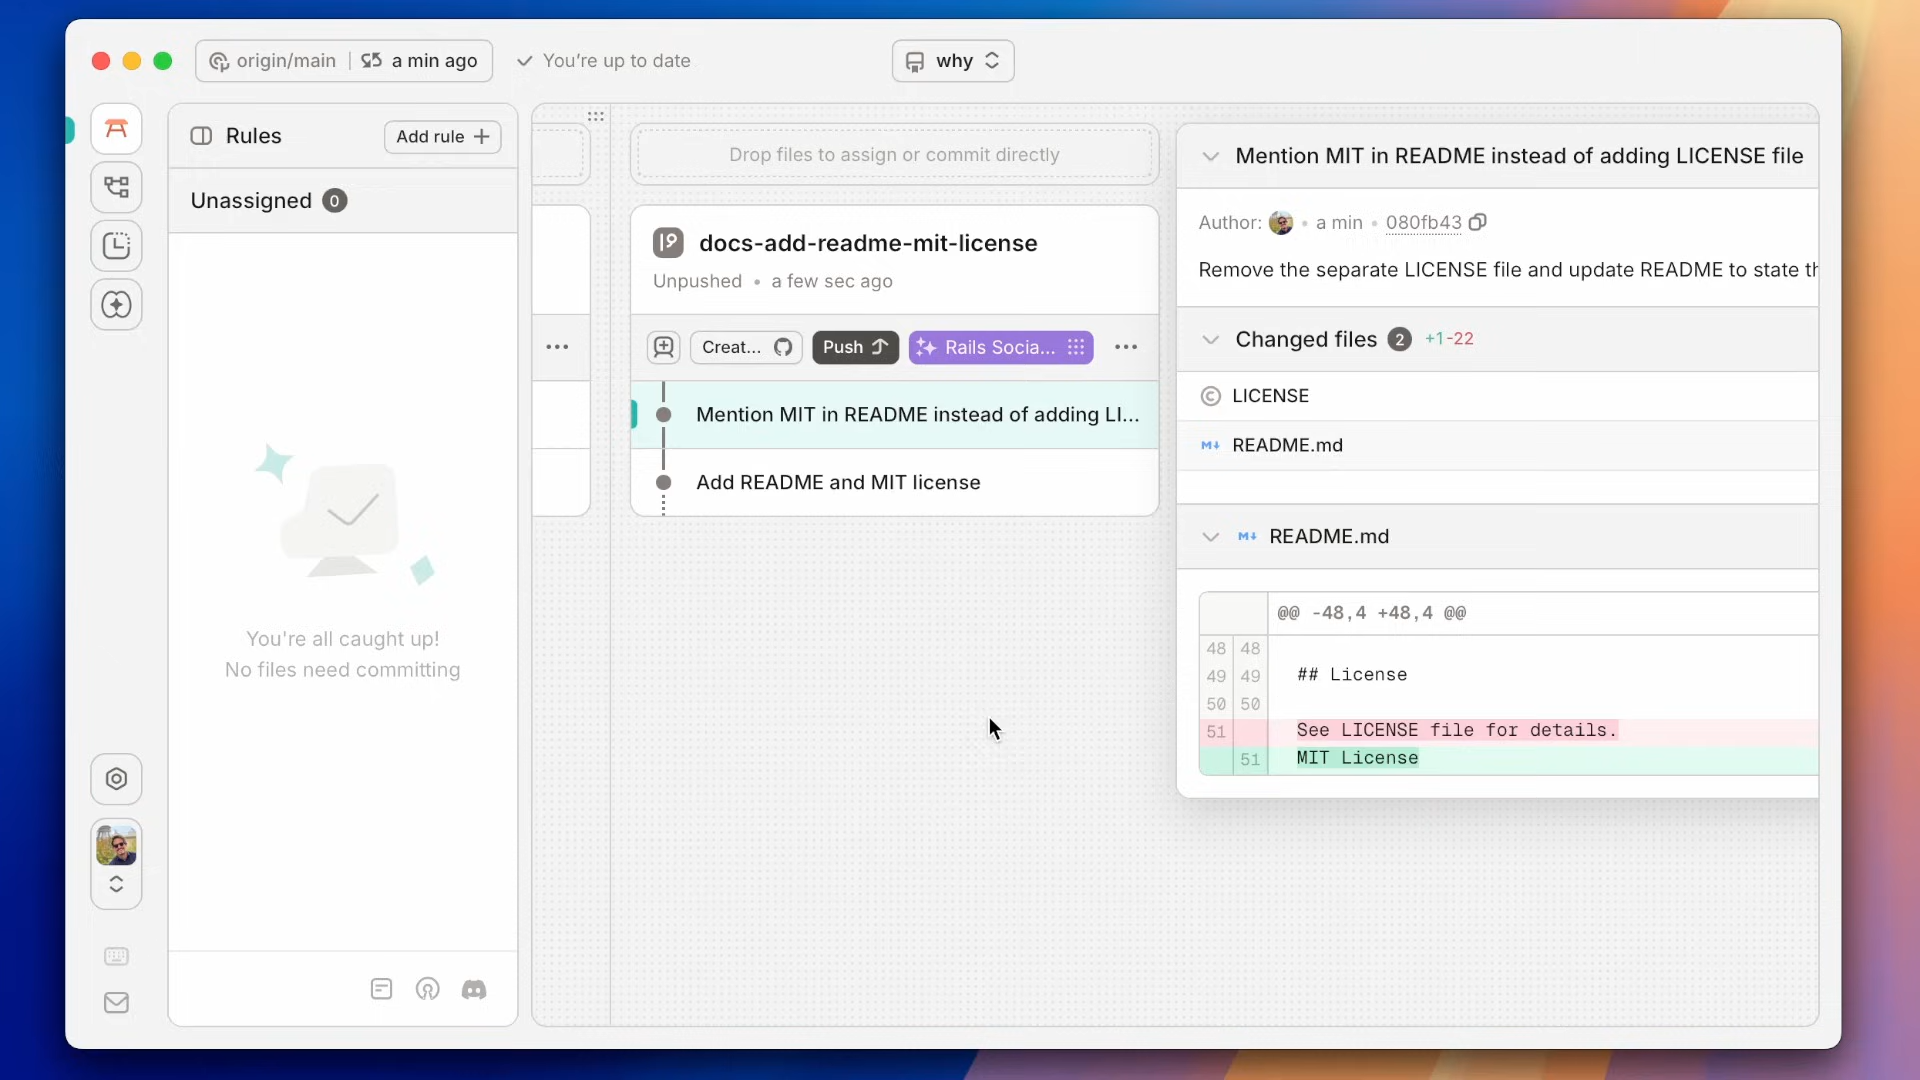 origin/main
a min ago
You're up to date
why
Rules
Add rule
Unassigned 0
You're all caught up!
No files need committing
Drop files to assign or commit directly
docs-add-readme-mit-license
Unpushed • a few sec ago
Creat...
Push
Rails Socia...
Mention MIT in README instead of adding LI...
Add README and MIT license
Mention MIT in README instead of adding LICENSE file
Author: • a min • 080fb43
Remove the separate LICENSE file and update README to state th
Changed files 2 +1 -22
LICENSE
README.md
README.md
@@ -48,4 +48,4 @@
48 48
49 49 ## License
50 50
51 See LICENSE file for details.
51 MIT License